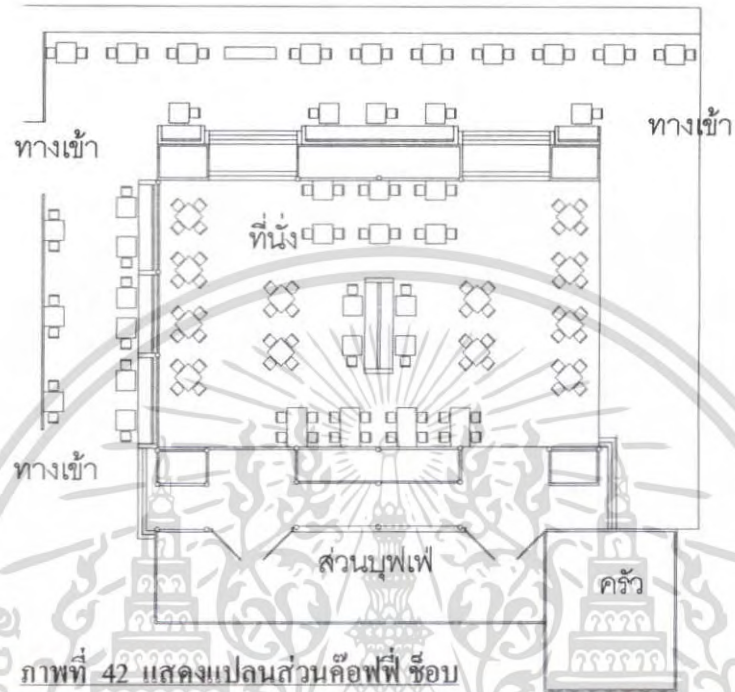 ทางเข้า
ทางเข้า
ที่นั่ง
ทางเข้า
ส่วนบุฟเฟ่
ครัว
ภาพที่ 42 แสดงแปลนส่วนค๊อฟฟี่ ช็อบ